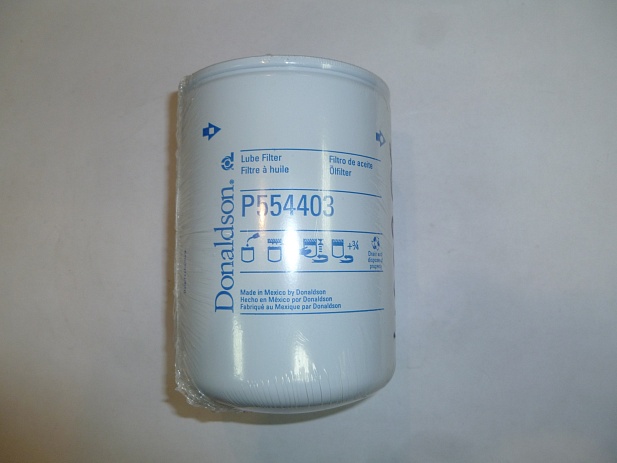 Donaldson®
Lube Filter
Filtre à huile
Filtro de aceite
Ölfilter
P554403
+¾
Made in Mexico by Donaldson
Hecho en México por Donaldson
Fabriqué au Mexique par Donaldson